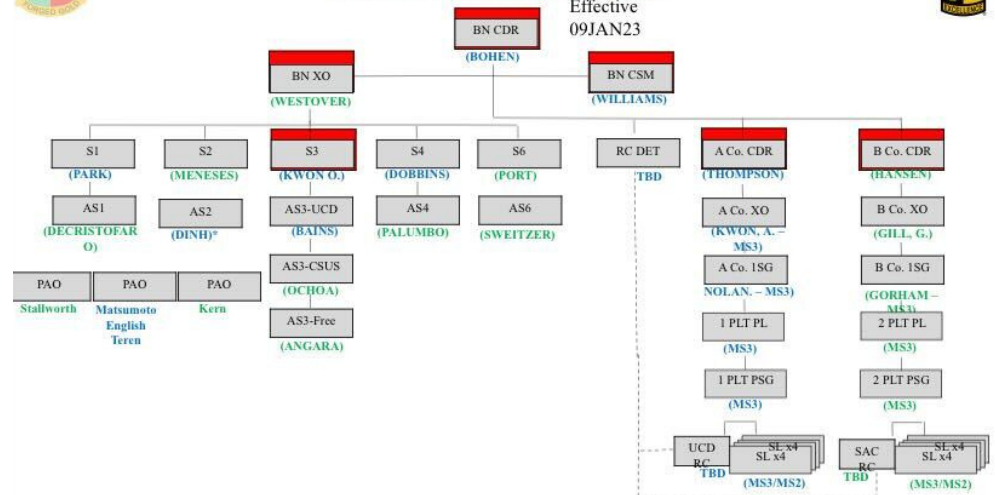 Effective
09JAN23
FORGED GOLD
EXCELLENCE
BN CDR
(BOHEN)
BN XO
(WESTOVER)
BN CSM
(WILLIAMS)
S1
(PARK)
S2
(MENESES)
S3
(KWON O.)
S4
(DOBBINS)
S6
(PORT)
RC DET
TBD
A Co. CDR
(THOMPSON)
B Co. CDR
(HANSEN)
AS1
(DECRISTOFAR
O)
AS2
(DINH)*
AS3-UCD
(BAINS)
AS4
(PALUMBO)
AS6
(SWEITZER)
A Co. XO
(KWON, A. –
MS3)
B Co. XO
(GILL, G.)
PAO
Stallworth
PAO
Matsumoto
English
Teren
PAO
Kern
AS3-CSUS
(OCHOA)
AS3-Free
(ANGARA)
A Co. 1SG
NOLAN. – MS3)
B Co. 1SG
(GORHAM –
MS3)
1 PLT PL
(MS3)
2 PLT PL
(MS3)
1 PLT PSG
(MS3)
2 PLT PSG
(MS3)
UCD
RC
TBD
SL x4
SL x4
(MS3/MS2)
SAC
RC
TBD
SL x4
SL x4
(MS3/MS2)